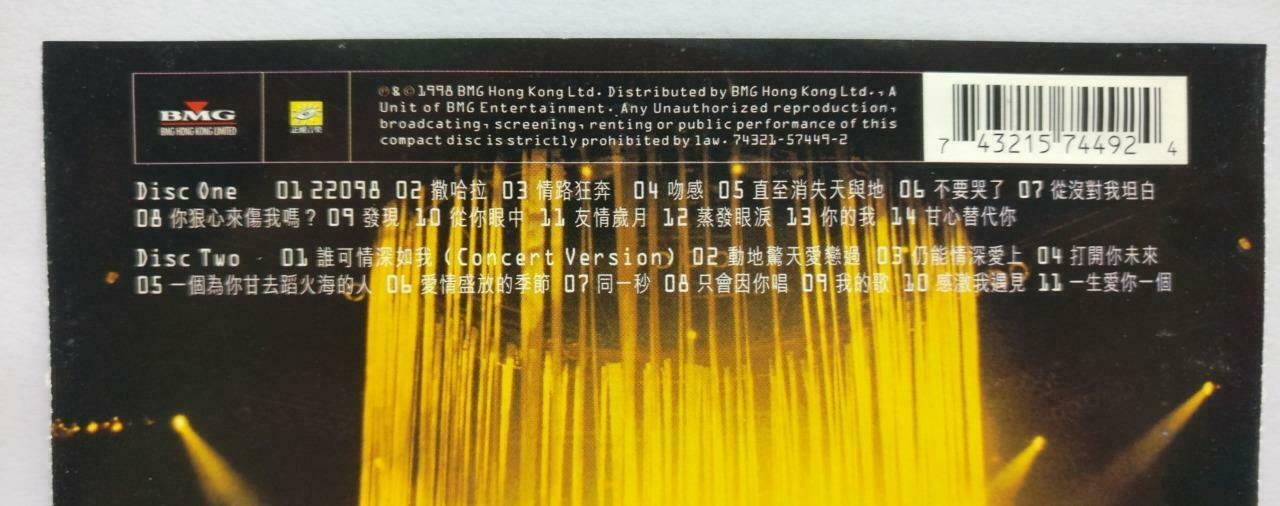 BMG
BMG HONG KONG LIMITED
正視音樂
℗ & © 1998 BMG Hong Kong Ltd. Distributed by BMG Hong Kong Ltd., A
Unit of BMG Entertainment. Any Unauthorized reproduction,
broadcasting, screening, renting or public performance of this
compact disc is strictly prohibited by law. 74321-57449-2
7 43215 74492 4
Disc One 01 22098 02 撒哈拉 03 情路狂奔 04 吻感 05 直至消失天與地 06 不要哭了 07 從沒對我坦白
08 你狠心來傷我嗎？ 09 發現 10 從你眼中 11 友情歲月 12 蒸發眼淚 13 你的我 14 甘心替代你
Disc Two 01 誰可情深如我 (Concert Version) 02 動地驚天愛戀過 03 仍能情深愛上 04 打開你未來
05 一個為你甘去蹈火海的人 06 愛情盛放的季節 07 同一秒 08 只會因你唱 09 我的歌 10 感激我遇見 11 一生愛你一個